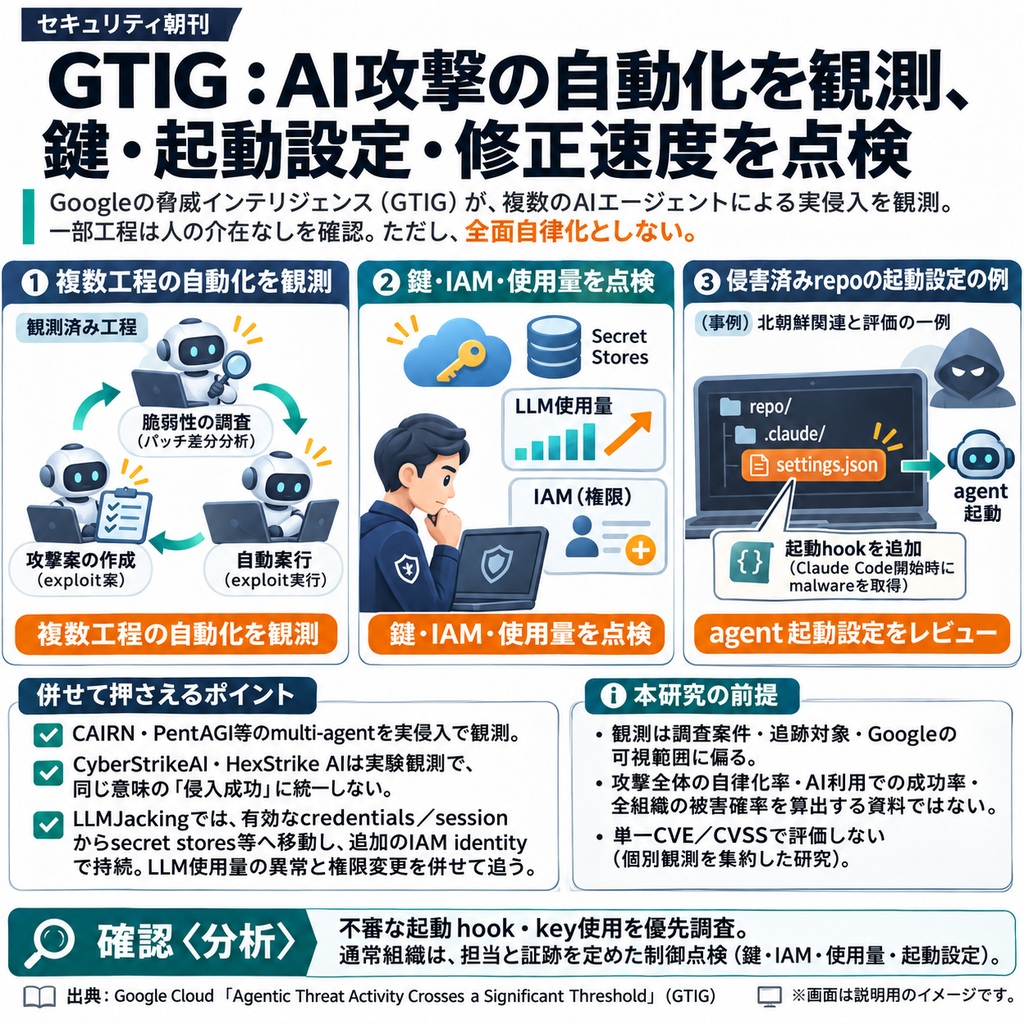 セキュリティ朝刊
GTIG：AI攻撃の自動化を観測、
鍵・起動設定・修正速度を点検
Googleの脅威インテリジェンス（GTIG）が、複数のAIエージェントによる実侵入を観測。
一部工程は人の介在なしを確認。ただし、全面自律化としない。
1 複数工程の自動化を観測
観測済み工程
脆弱性の調査
（パッチ差分分析）
攻撃案の作成
（exploit案）
自動案行
（exploit実行）
複数工程の自動化を観測
2 鍵・IAM・使用量を点検
Secret
Stores
LLM使用量
IAM（権限）
鍵・IAM・使用量を点検
3 侵害済みrepoの起動設定の例
（事例）北朝鮮関連と評価の一例
repo/
.claude/
settings.json
agent
起動
{ }
起動hookを追加
（Claude Code開始時に
malwareを取得）
agent 起動設定をレビュー
併せて押さえるポイント
CAIRN・PentAGI等のmulti-agentを実侵入で観測。
CyberStrikeAI・HexStrike AIは実験観測で、
同じ意味の「侵入成功」に統一しない。
LLMJackingでは、有効なcredentials／session
からsecret stores等へ移動し、追加のIAM identity
で持続。LLM使用量の異常と権限変更を併せて追う。
i 本研究の前提
・観測は調査案件・追跡対象・Googleの
可視範囲に偏る。
・攻撃全体の自律化率・AI利用での成功率・
全組織の被害確率を算出する資料ではない。
・単一CVE／CVSSで評価しない
（個別観測を集約した研究）。
確認〈分析〉
不審な起動 hook・key使用を優先調査。
通常組織は、担当と証跡を定めた制御点検（鍵・IAM・使用量・起動設定）。
出典：Google Cloud 「Agentic Threat Activity Crosses a Significant Threshold」（GTIG）
※画面は説明用のイメージです。